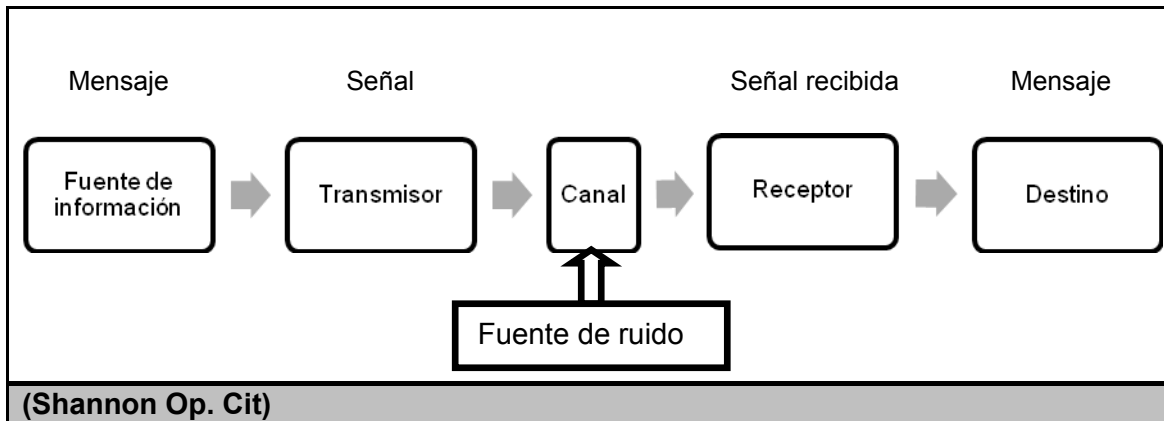 Mensaje
Señal
Señal recibida
Mensaje
Fuente de
información
Transmisor
Canal
Receptor
Destino
Fuente de ruido
(Shannon Op. Cit)